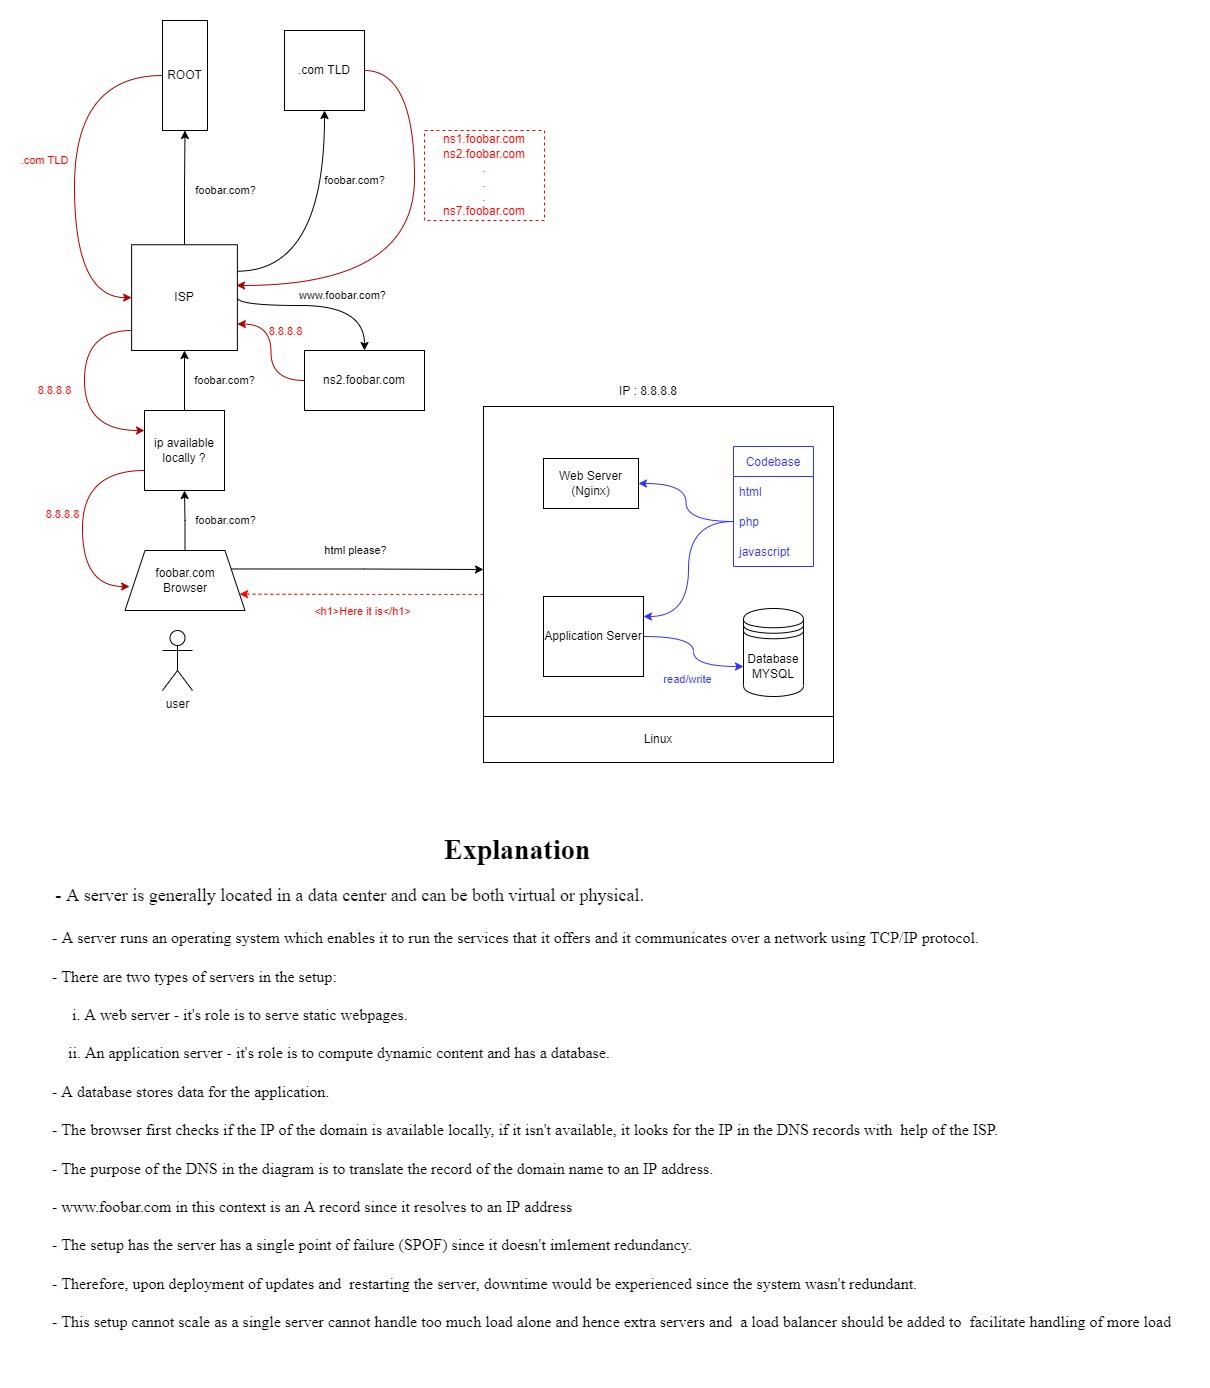 ROOT
.com TLD
ns1.foobar.com
ns2.foobar.com
.
.
.
ns7.foobar.com
.com TLD
foobar.com?
foobar.com?
ISP
www.foobar.com?
8.8.8.8
ns2.foobar.com
foobar.com?
8.8.8.8
ip available
locally ?
8.8.8.8
foobar.com?
foobar.com
Browser
html please?
<h1>Here it is</h1>
user
IP : 8.8.8.8
Web Server
(Nginx)
Codebase
html
php
javascript
Application Server
Database
MYSQL
read/write
Linux
Explanation
- A server is generally located in a data center and can be both virtual or physical.
- A server runs an operating system which enables it to run the services that it offers and it communicates over a network using TCP/IP protocol.
- There are two types of servers in the setup:
i. A web server - it's role is to serve static webpages.
ii. An application server - it's role is to compute dynamic content and has a database.
- A database stores data for the application.
- The browser first checks if the IP of the domain is available locally, if it isn't available, it looks for the IP in the DNS records with  help of the ISP.
- The purpose of the DNS in the diagram is to translate the record of the domain name to an IP address.
- www.foobar.com in this context is an A record since it resolves to an IP address
- The setup has the server has a single point of failure (SPOF) since it doesn't imlement redundancy.
- Therefore, upon deployment of updates and  restarting the server, downtime would be experienced since the system wasn't redundant.
- This setup cannot scale as a single server cannot handle too much load alone and hence extra servers and  a load balancer should be added to  facilitate handling of more load